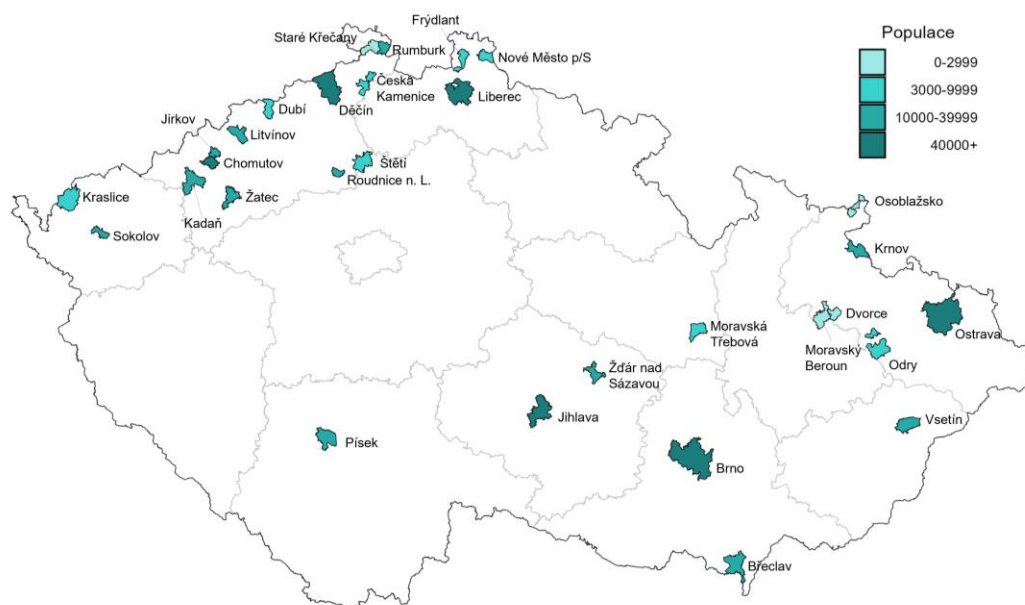 Frýdlant
Populace
0-2999
3000-9999
10000-39999
40000+
Staré Křečany
Rumburk
Nové Město p/S
Česká
Kamenice
Liberec
Děčín
Dubí
Jirkov
Litvínov
Chomutov
Štětí
Roudnice n. L.
Žatec
Kraslice
Kadaň
Sokolov
Osoblažsko
Krnov
Dvorce
Ostrava
Moravská
Třebová
Moravský
Beroun
Odry
Žďár nad
Sázavou
Jihlava
Vsetín
Písek
Brno
Břeclav